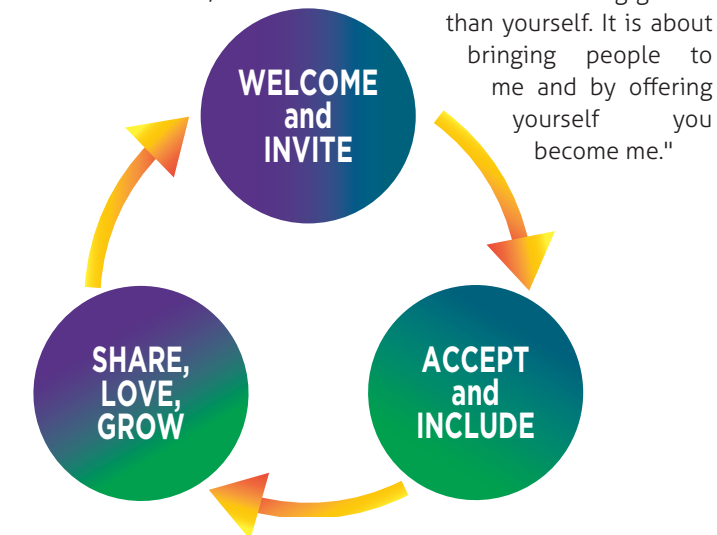 than yourself. It is about
bringing people to
me and by offering
yourself you
become me."
WELCOME
and
INVITE
ACCEPT
and
INCLUDE
SHARE,
LOVE,
GROW